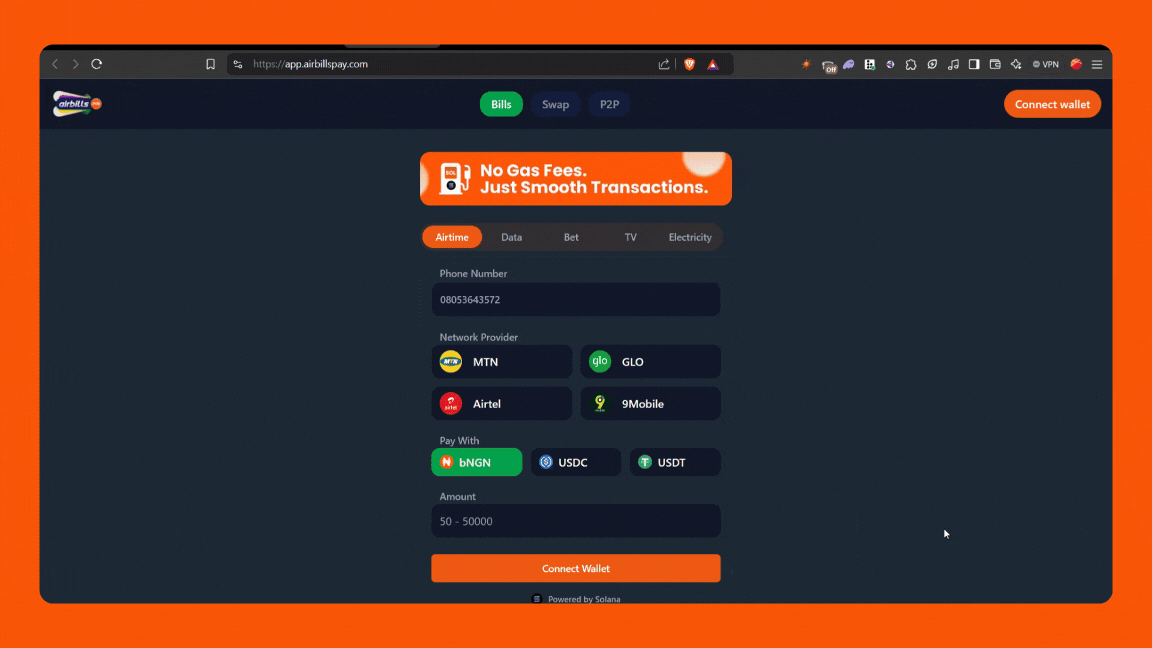 https://app.airbillspay.com
Off
VPN
airbills
Bills
Swap
P2P
Connect wallet
SOL
No Gas Fees.
Just Smooth Transactions.
Airtime
Data
Bet
TV
Electricity
Phone Number
08053643572
Network Provider
MTN
MTN
glo
GLO
airtel
Airtel
9Mobile
Pay With
bNGN
USDC
USDT
Amount
50 - 50000
Connect Wallet
Powered by Solana